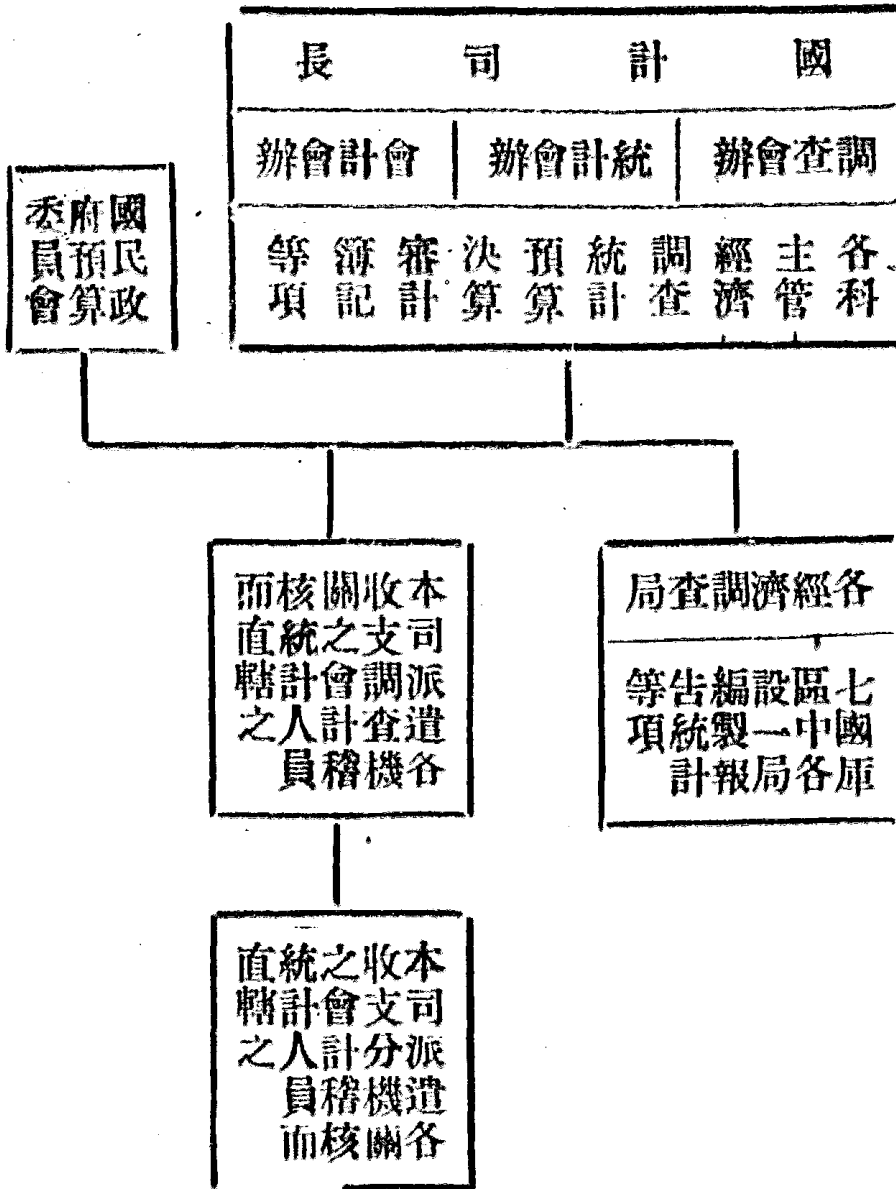 國計司長
調查會辦
統計會辦
會計會辦
各科
主管
經濟
調查
統計
預算
決算
審計
簿記
等項
國民政
府預算
委員會
各經濟調查局
七國庫
區中各
設一局
編製報
告統計
等項
本司派遣各
收支調查機
關之會計稽
核統計人員
而直轄之
本司派遣各
收支分機關
之會計稽核
統計人員而
直轄之